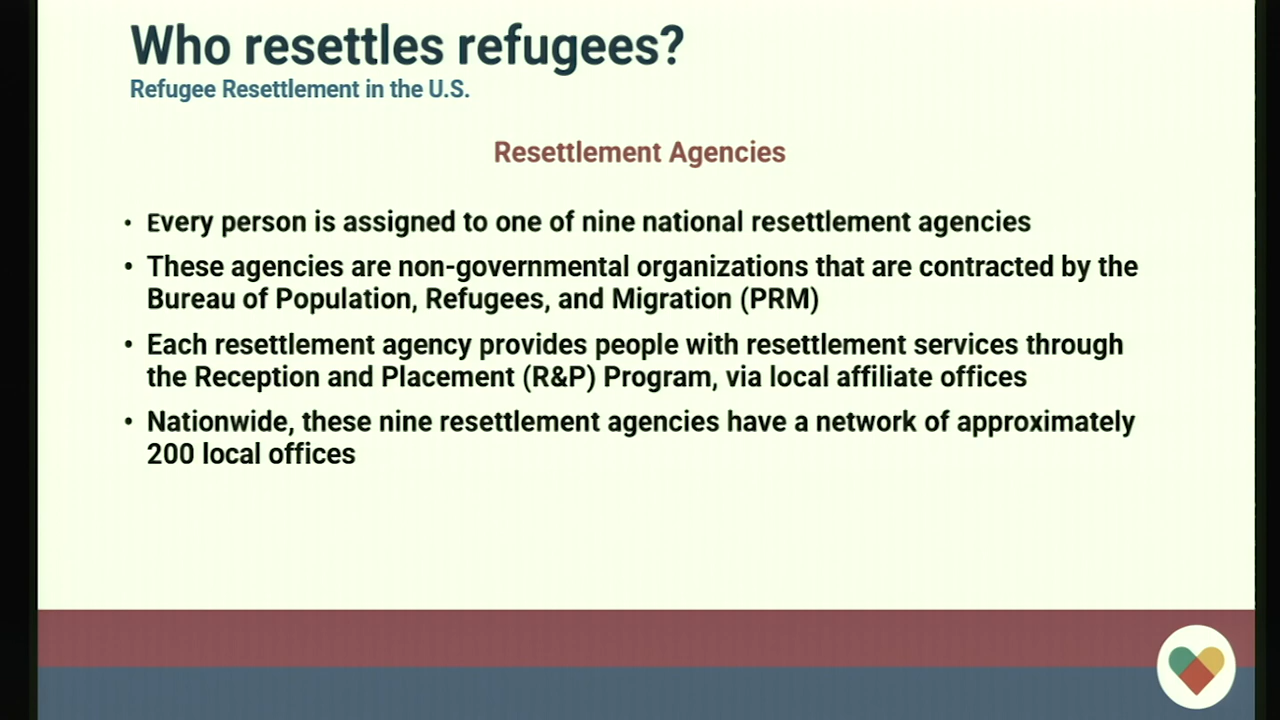 Who resettles refugees?
Refugee Resettlement in the U.S.
Resettlement Agencies
• Every person is assigned to one of nine national resettlement agencies
• These agencies are non-governmental organizations that are contracted by the
Bureau of Population, Refugees, and Migration (PRM)
• Each resettlement agency provides people with resettlement services through
the Reception and Placement (R&P) Program, via local affiliate offices
• Nationwide, these nine resettlement agencies have a network of approximately
200 local offices